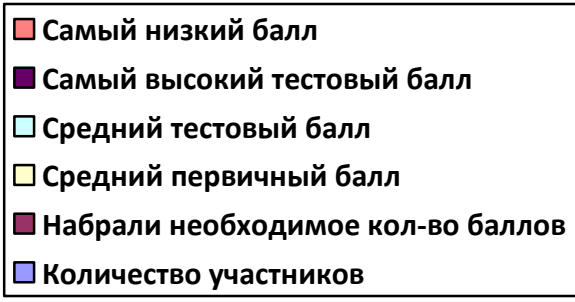 Самый низкий балл
Самый высокий тестовый балл
Средний тестовый балл
Средний первичный балл
Набрали необходимое кол-во баллов
Количество участников